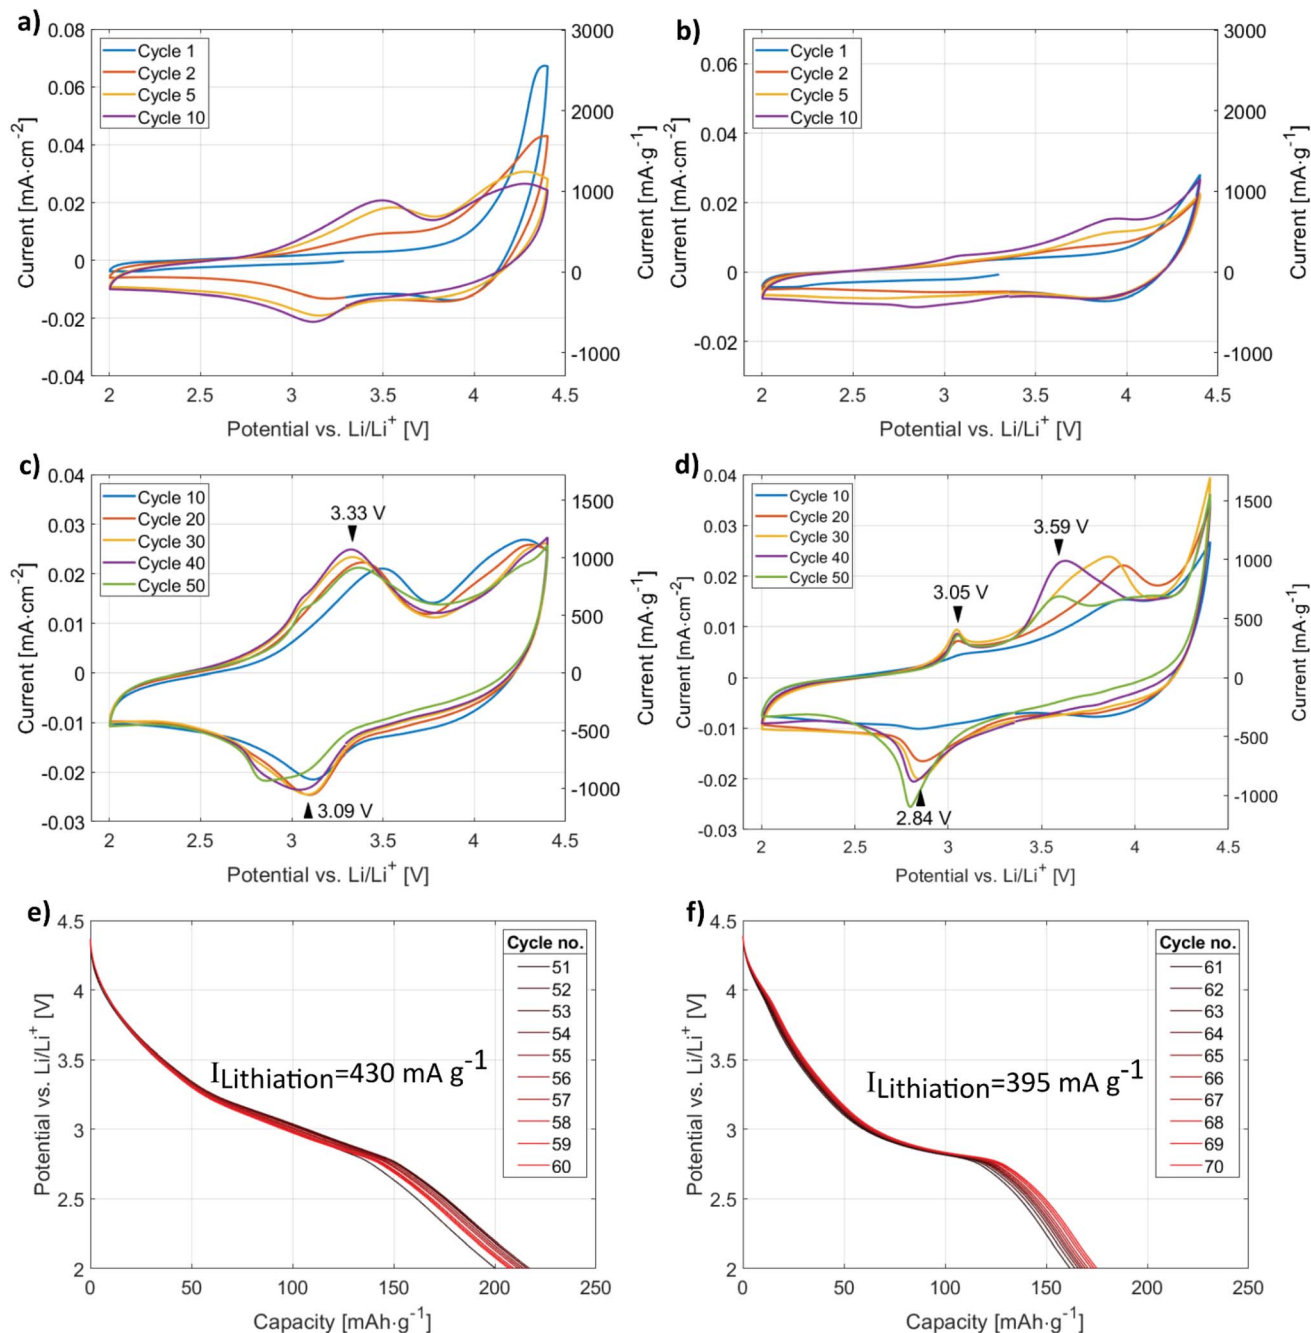 a)
0.08
0.06
0.04
0.02
0
-0.02
-0.04
Current [mA·cm-2]
Cycle 1
Cycle 2
Cycle 5
Cycle 10
3000
2000
1000
0
-1000
Current [mA·g-1]
2 2.5 3 3.5 4 4.5
Potential vs. Li/Li+ [V]
b)
0.06
0.04
0.02
0
-0.02
Current [mA·cm-2]
Cycle 1
Cycle 2
Cycle 5
Cycle 10
3000
2000
1000
0
-1000
Current [mA·g-1]
2 2.5 3 3.5 4 4.5
Potential vs. Li/Li+ [V]
c)
0.04
0.03
0.02
0.01
0
-0.01
-0.02
-0.03
Current [mA·cm-2]
Cycle 10
Cycle 20
Cycle 30
Cycle 40
Cycle 50
3.33 V
3.09 V
1500
1000
500
0
-500
-1000
Current [mA·g-1]
2 2.5 3 3.5 4 4.5
Potential vs. Li/Li+ [V]
d)
0.04
0.03
0.02
0.01
0
-0.01
-0.02
-0.03
Current [mA·cm-2]
Cycle 10
Cycle 20
Cycle 30
Cycle 40
Cycle 50
3.59 V
3.05 V
2.84 V
1500
1000
500
0
-500
-1000
Current [mA·g-1]
2 2.5 3 3.5 4 4.5
Potential vs. Li/Li+ [V]
e)
4.5
4
3.5
3
2.5
2
Potential vs. Li/Li+ [V]
Cycle no.
51
52
53
54
55
56
57
58
59
60
ILithiation=430 mA g-1
0 50 100 150 200 250
Capacity [mAh·g-1]
f)
4.5
4
3.5
3
2.5
2
Potential vs. Li/Li+ [V]
Cycle no.
61
62
63
64
65
66
67
68
69
70
ILithiation=395 mA g-1
0 50 100 150 200 250
Capacity [mAh·g-1]